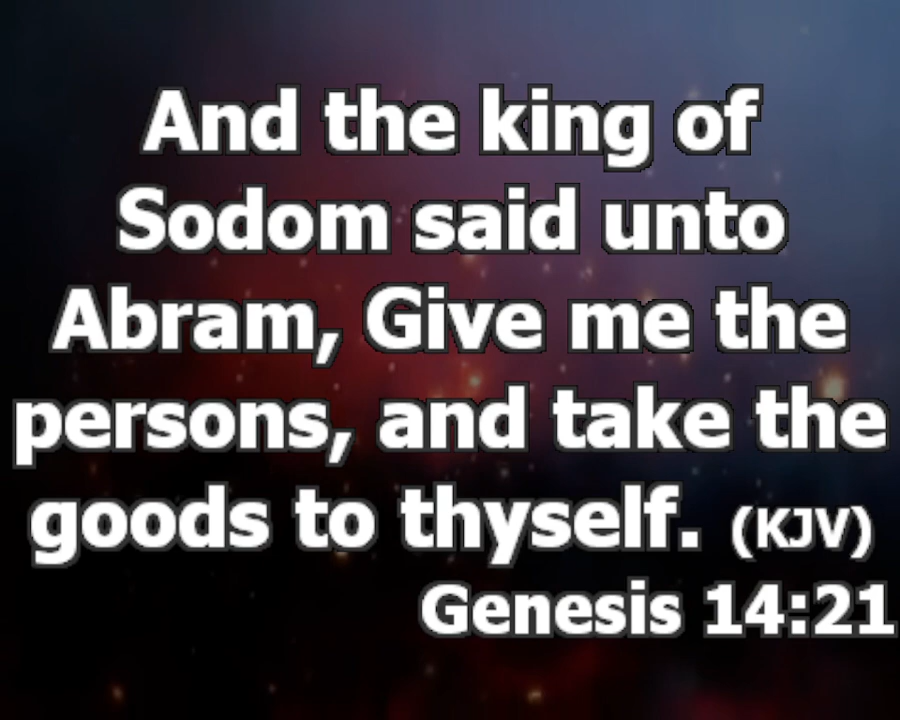 And the king of
Sodom said unto
Abram, Give me the
persons, and take the
goods to thyself. (KJV)
Genesis 14:21